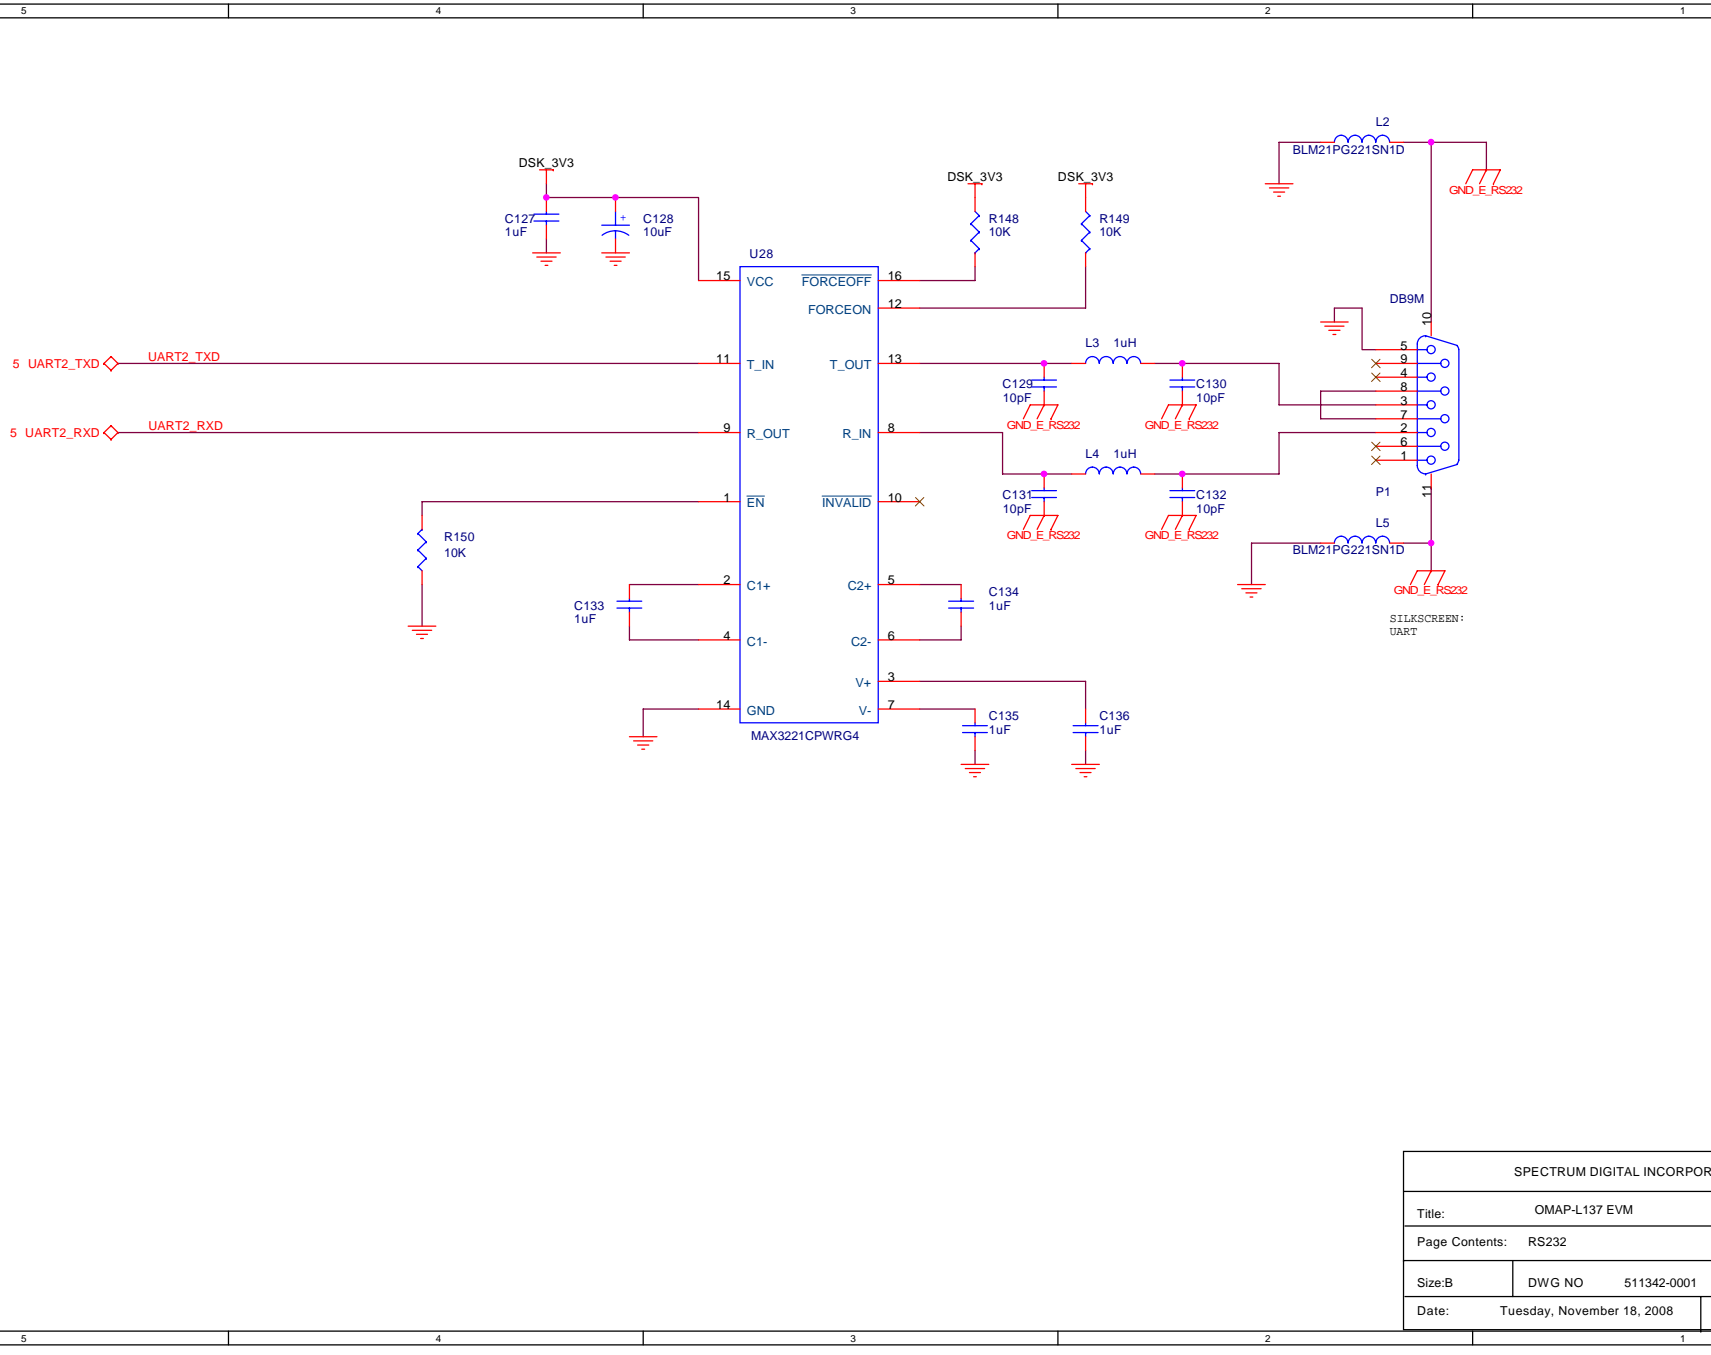 5 4 3 2 1
L2
BLM21PG221SN1D
GND_E_RS232
DSK_3V3
DSK_3V3 DSK_3V3
C127
1uF
C128
10uF
R148
10K
R149
10K
U28
15 VCC FORCEOFF 16
FORCEON 12
DB9M
10
5 UART2_TXD UART2_TXD 11 T_IN T_OUT 13
L3 1uH
C129
10pF
GND_E_RS232
C130
10pF
GND_E_RS232
5
9
4
8
3
7
2
6
1
5 UART2_RXD UART2_RXD 9 R_OUT R_IN 8
L4 1uH
C131
10pF
GND_E_RS232
C132
10pF
GND_E_RS232
P1
11
1 EN INVALID 10
L5
BLM21PG221SN1D
GND_E_RS232
R150
10K
2 C1+ C2+ 5
C133
1uF
C134
1uF
4 C1- C2- 6
SILKSCREEN:
UART
V+ 3
14 GND V- 7
C135
1uF
C136
1uF
MAX3221CPWRG4
+
SPECTRUM DIGITAL INCORPOR
Title: OMAP-L137 EVM
Page Contents: RS232
Size:B DWG NO 511342-0001
Date: Tuesday, November 18, 2008
5 4 3 2 1